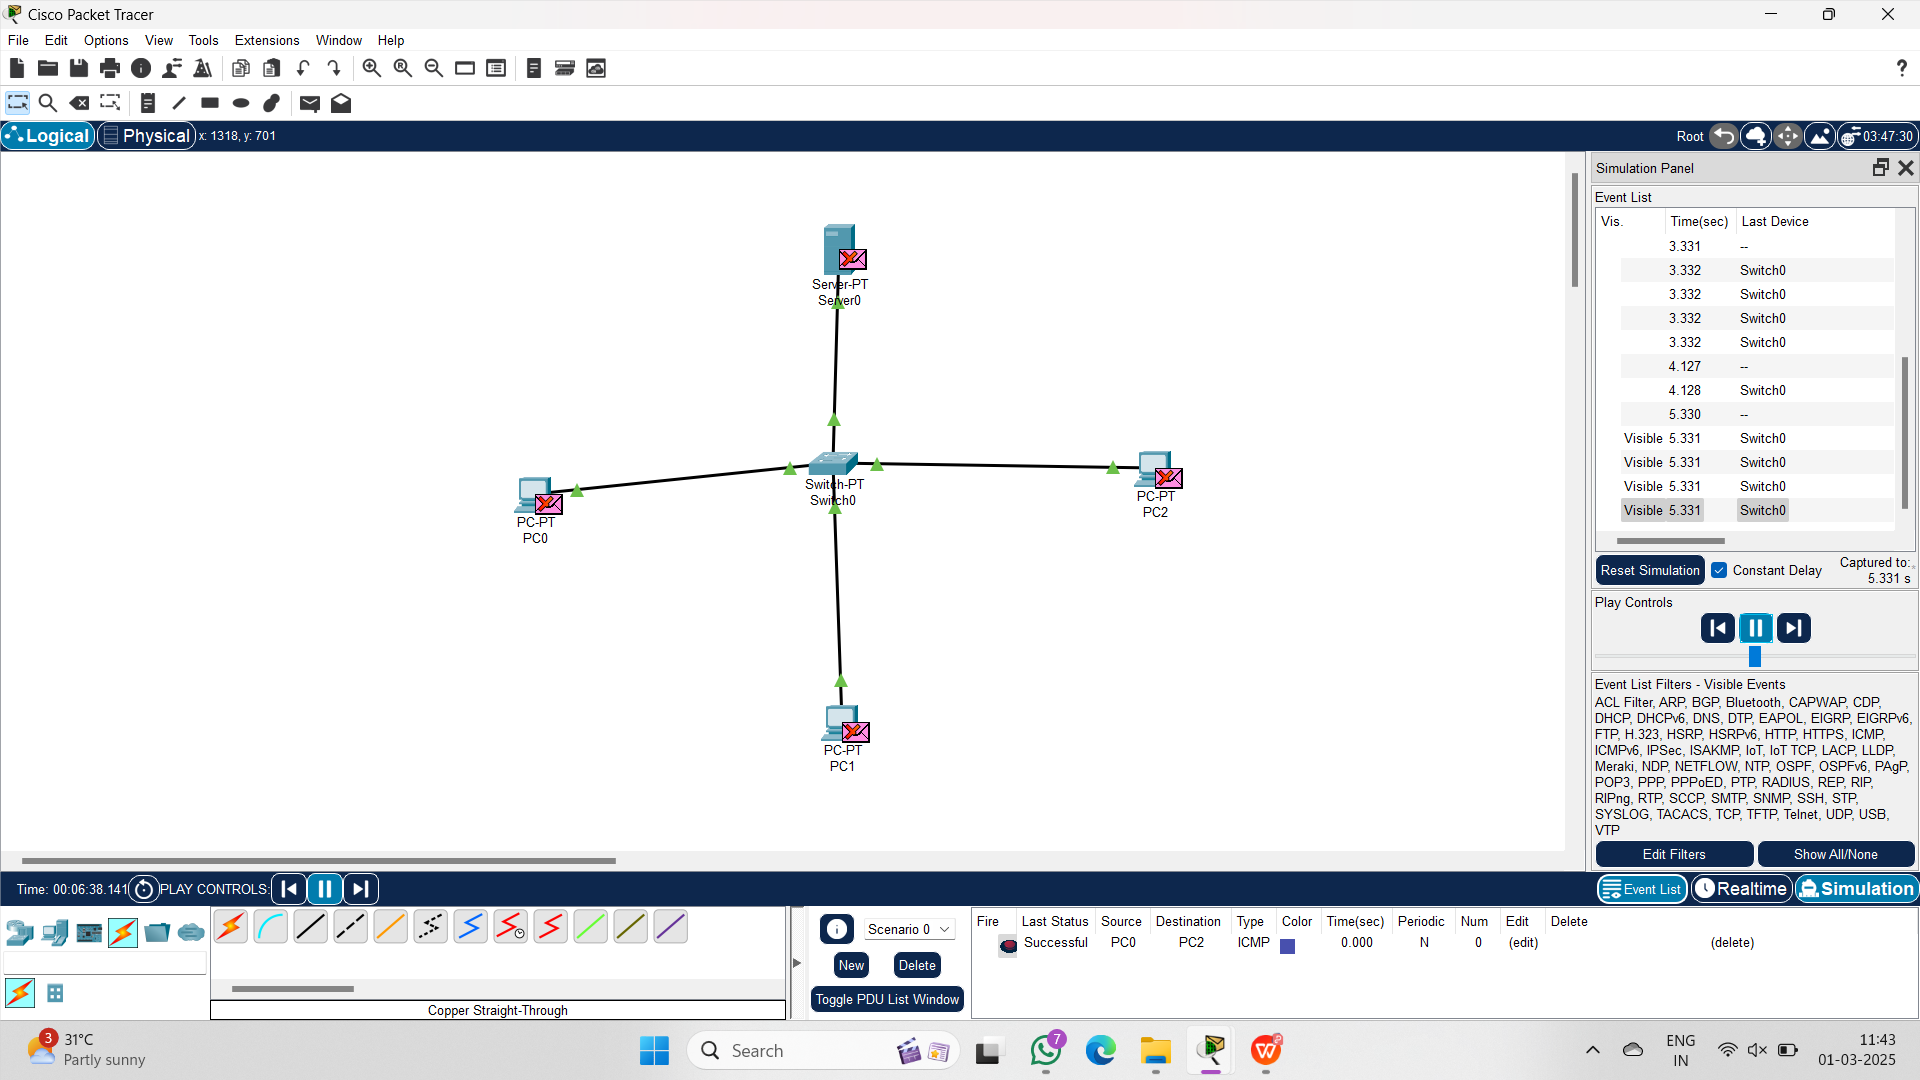 Cisco Packet Tracer
File Edit Options View Tools Extensions Window Help
?
Logical Physical x: 1318, y: 701 Root 03:47:30
Server-PT
Server0
Switch-PT
Switch0
PC-PT
PC0
PC-PT
PC2
PC-PT
PC1
Simulation Panel
Event List
Vis. Time(sec) Last Device
3.331 --
3.332 Switch0
3.332 Switch0
3.332 Switch0
3.332 Switch0
4.127 --
4.128 Switch0
5.330 --
Visible 5.331 Switch0
Visible 5.331 Switch0
Visible 5.331 Switch0
Visible 5.331 Switch0
Reset Simulation Constant Delay Captured to:
5.331 s
Play Controls
Event List Filters - Visible Events
ACL Filter, ARP, BGP, Bluetooth, CAPWAP, CDP,
DHCP, DHCPv6, DNS, DTP, EAPOL, EIGRP, EIGRPv6,
FTP, H.323, HSRP, HSRPv6, HTTP, HTTPS, ICMP,
ICMPv6, IPSec, ISAKMP, IoT, IoT TCP, LACP, LLDP,
Meraki, NDP, NETFLOW, NTP, OSPF, OSPFv6, PAgP,
POP3, PPP, PPPoED, PTP, RADIUS, REP, RIP,
RIPng, RTP, SCCP, SMTP, SNMP, SSH, STP,
SYSLOG, TACACS, TCP, TFTP, Telnet, UDP, USB,
VTP
Edit Filters Show All/None
Time: 00:06:38.141 PLAY CONTROLS: Event List Realtime Simulation
Copper Straight-Through
Scenario 0
New Delete
Toggle PDU List Window
Fire Last Status Source Destination Type Color Time(sec) Periodic Num Edit Delete
Successful PC0 PC2 ICMP 0.000 N 0 (edit) (delete)
3 31°C
Partly sunny
Search
7
ENG
IN
11:43
01-03-2025